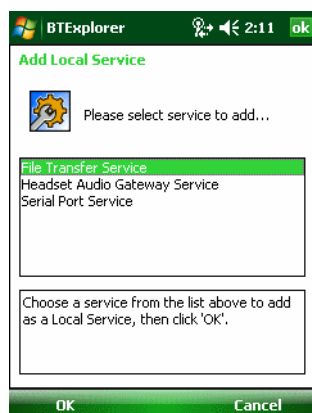 BTExplorer 2:11 ok
Add Local Service
Please select service to add...
File Transfer Service
Headset Audio Gateway Service
Serial Port Service
Choose a service from the list above to add
as a Local Service, then click 'OK'.
OK Cancel